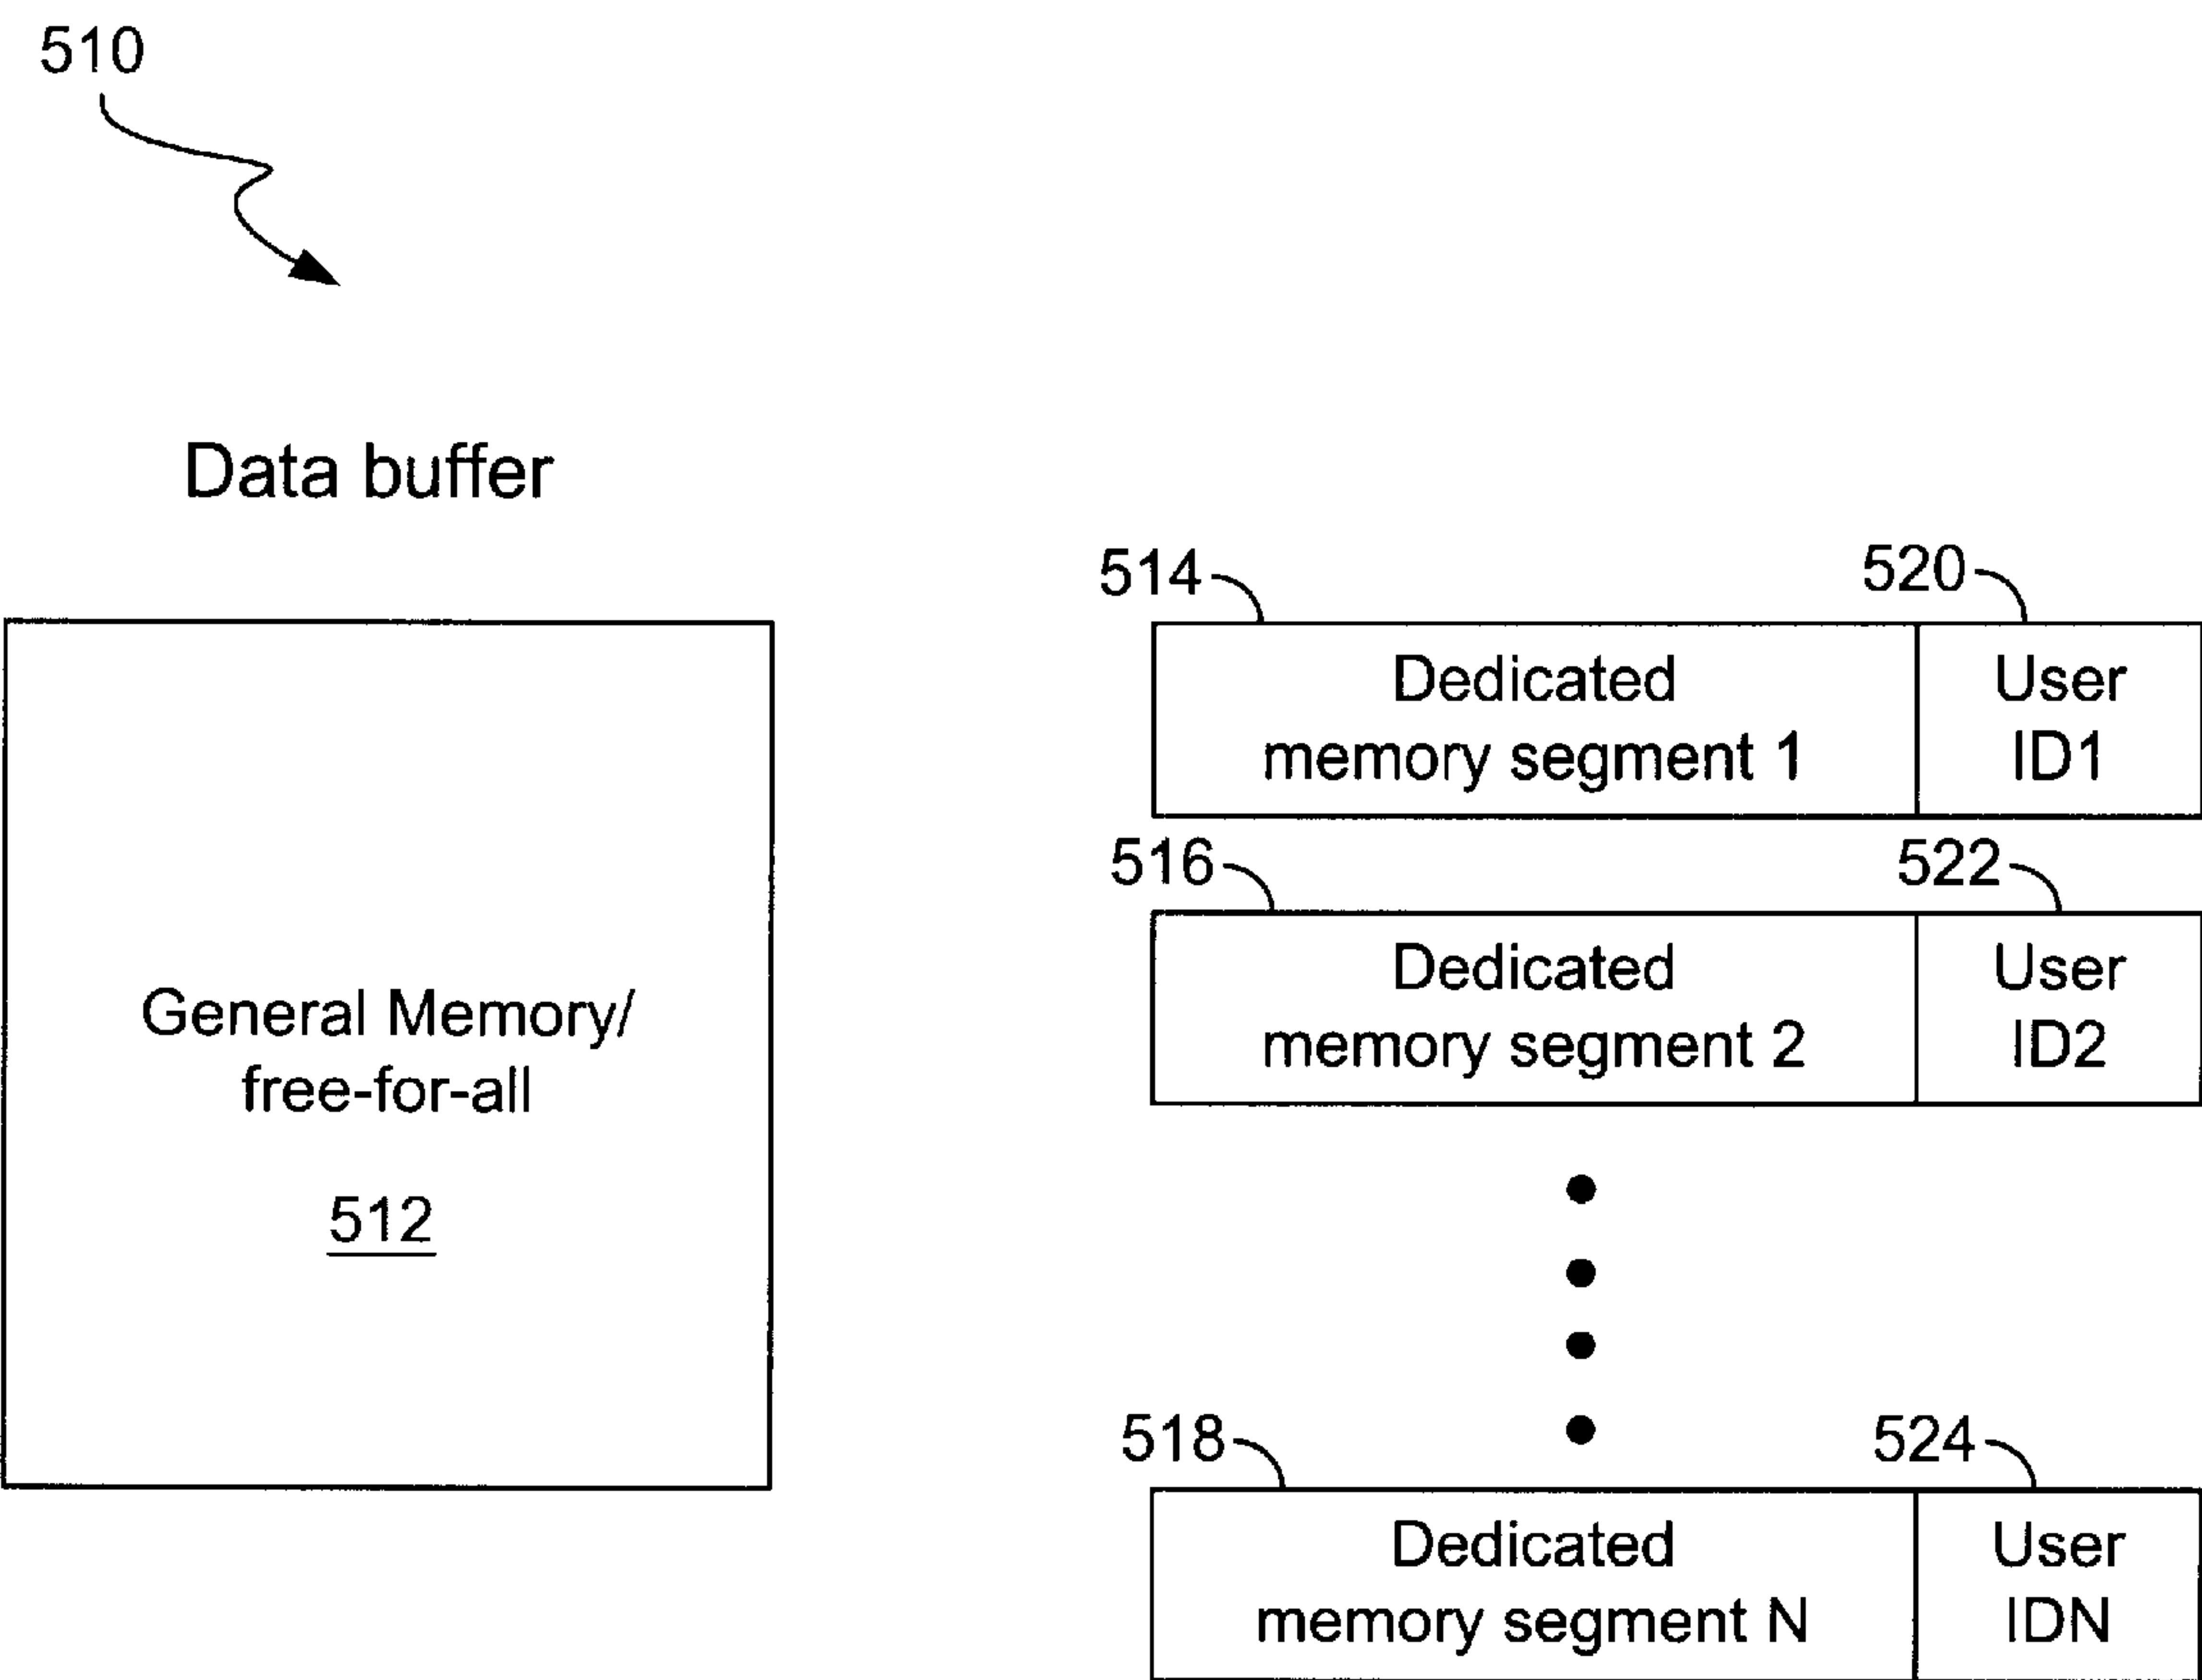 510
Data buffer
General Memory/
free-for-all
512
514
520
Dedicated
memory segment 1
User
ID1
516
522
Dedicated
memory segment 2
User
ID2
518
524
Dedicated
memory segment N
User
IDN